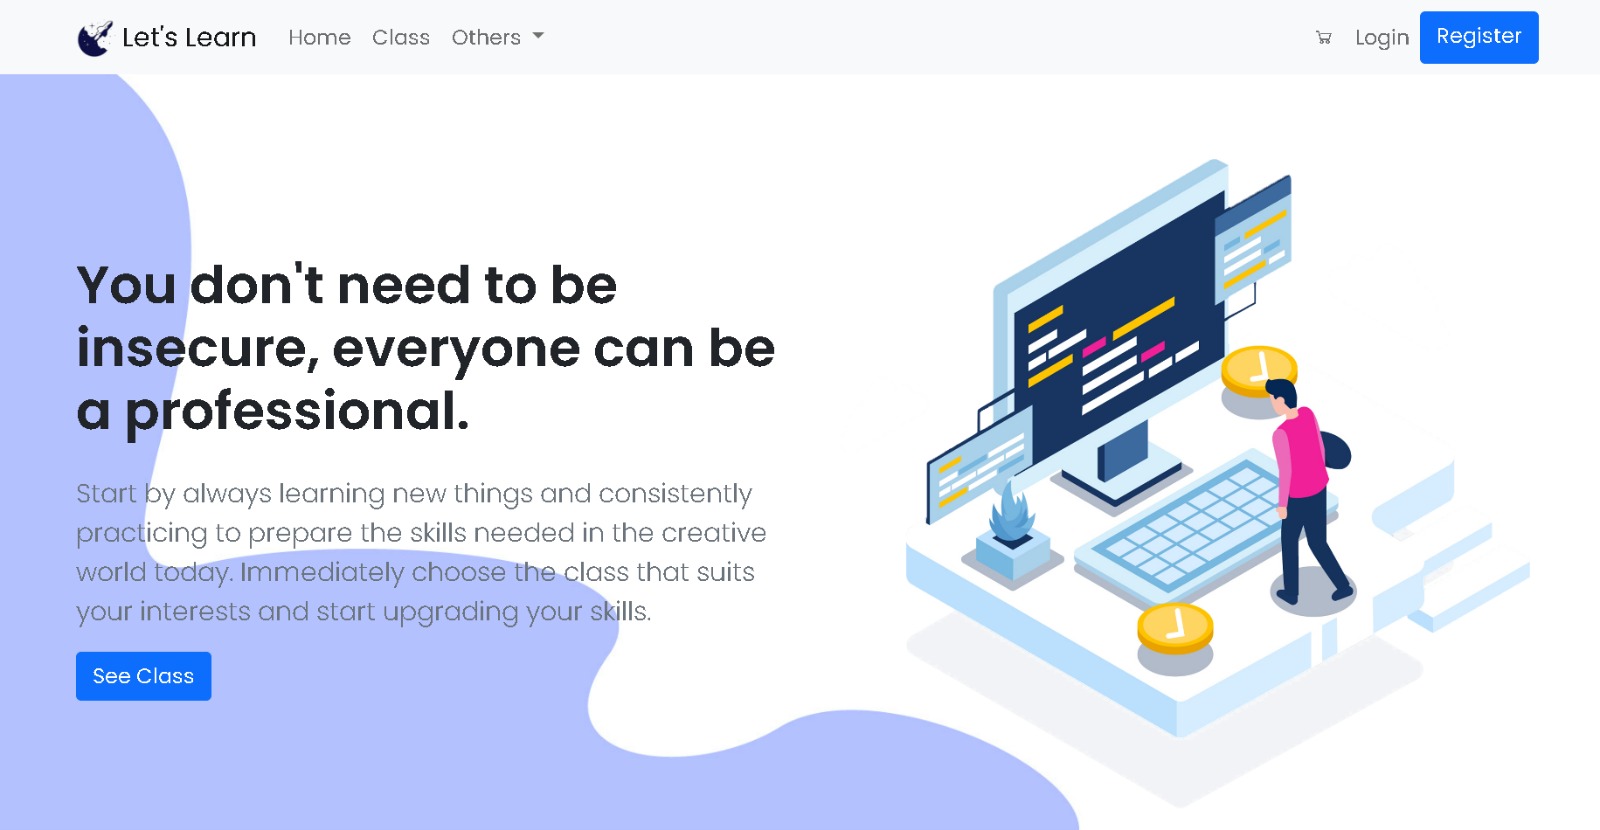 Let's Learn Home Class Others Login Register
You don't need to be
insecure, everyone can be
a professional.
Start by always learning new things and consistently
practicing to prepare the skills needed in the creative
world today. Immediately choose the class that suits
your interests and start upgrading your skills.
See Class